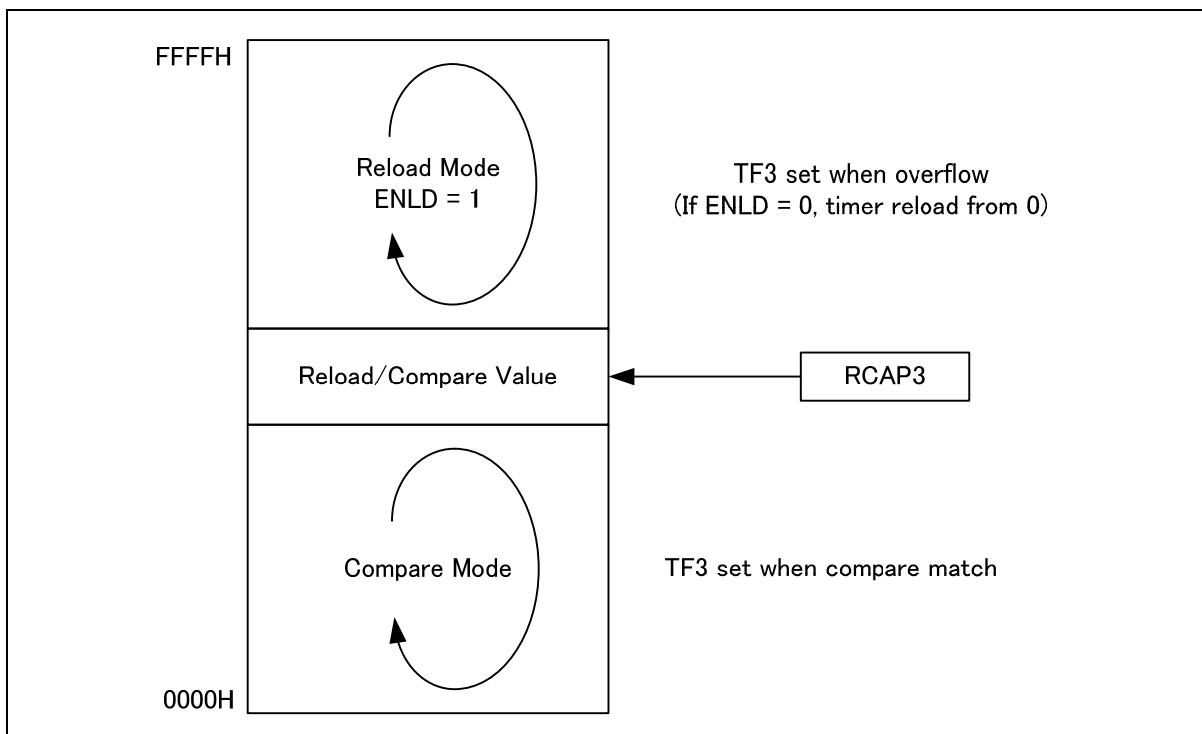 FFFFH
Reload Mode
ENLD = 1
TF3 set when overflow
(If ENLD = 0, timer reload from 0)
Reload/Compare Value
RCAP3
Compare Mode
TF3 set when compare match
0000H